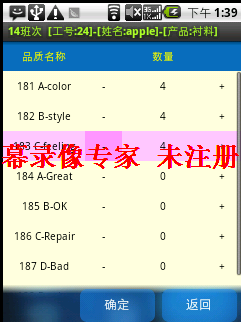 下午 1:39
14班次 [工号:24]-[姓名:apple]-[产品:衬料]
品质名称 数量
181 A-color - 4 +
182 B-style - 4 +
183 C-feeling - 4
幕录像专家 未注册
184 A-Great - 0 +
185 B-OK - 0 +
186 C-Repair - 0 +
187 D-Bad - 0 +
确定 返回